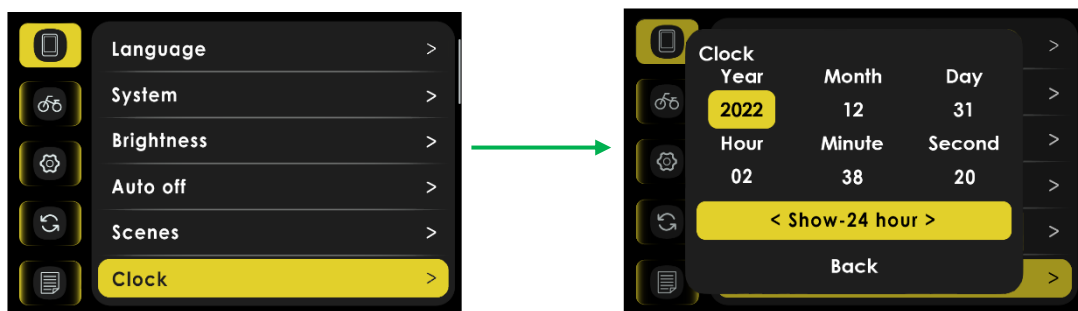 Language >
System >
Brightness >
Auto off >
Scenes >
Clock >
Clock
Year Month Day
2022 12 31
Hour Minute Second
02 38 20
< Show-24 hour >
Back
>
>
>
>
>
>